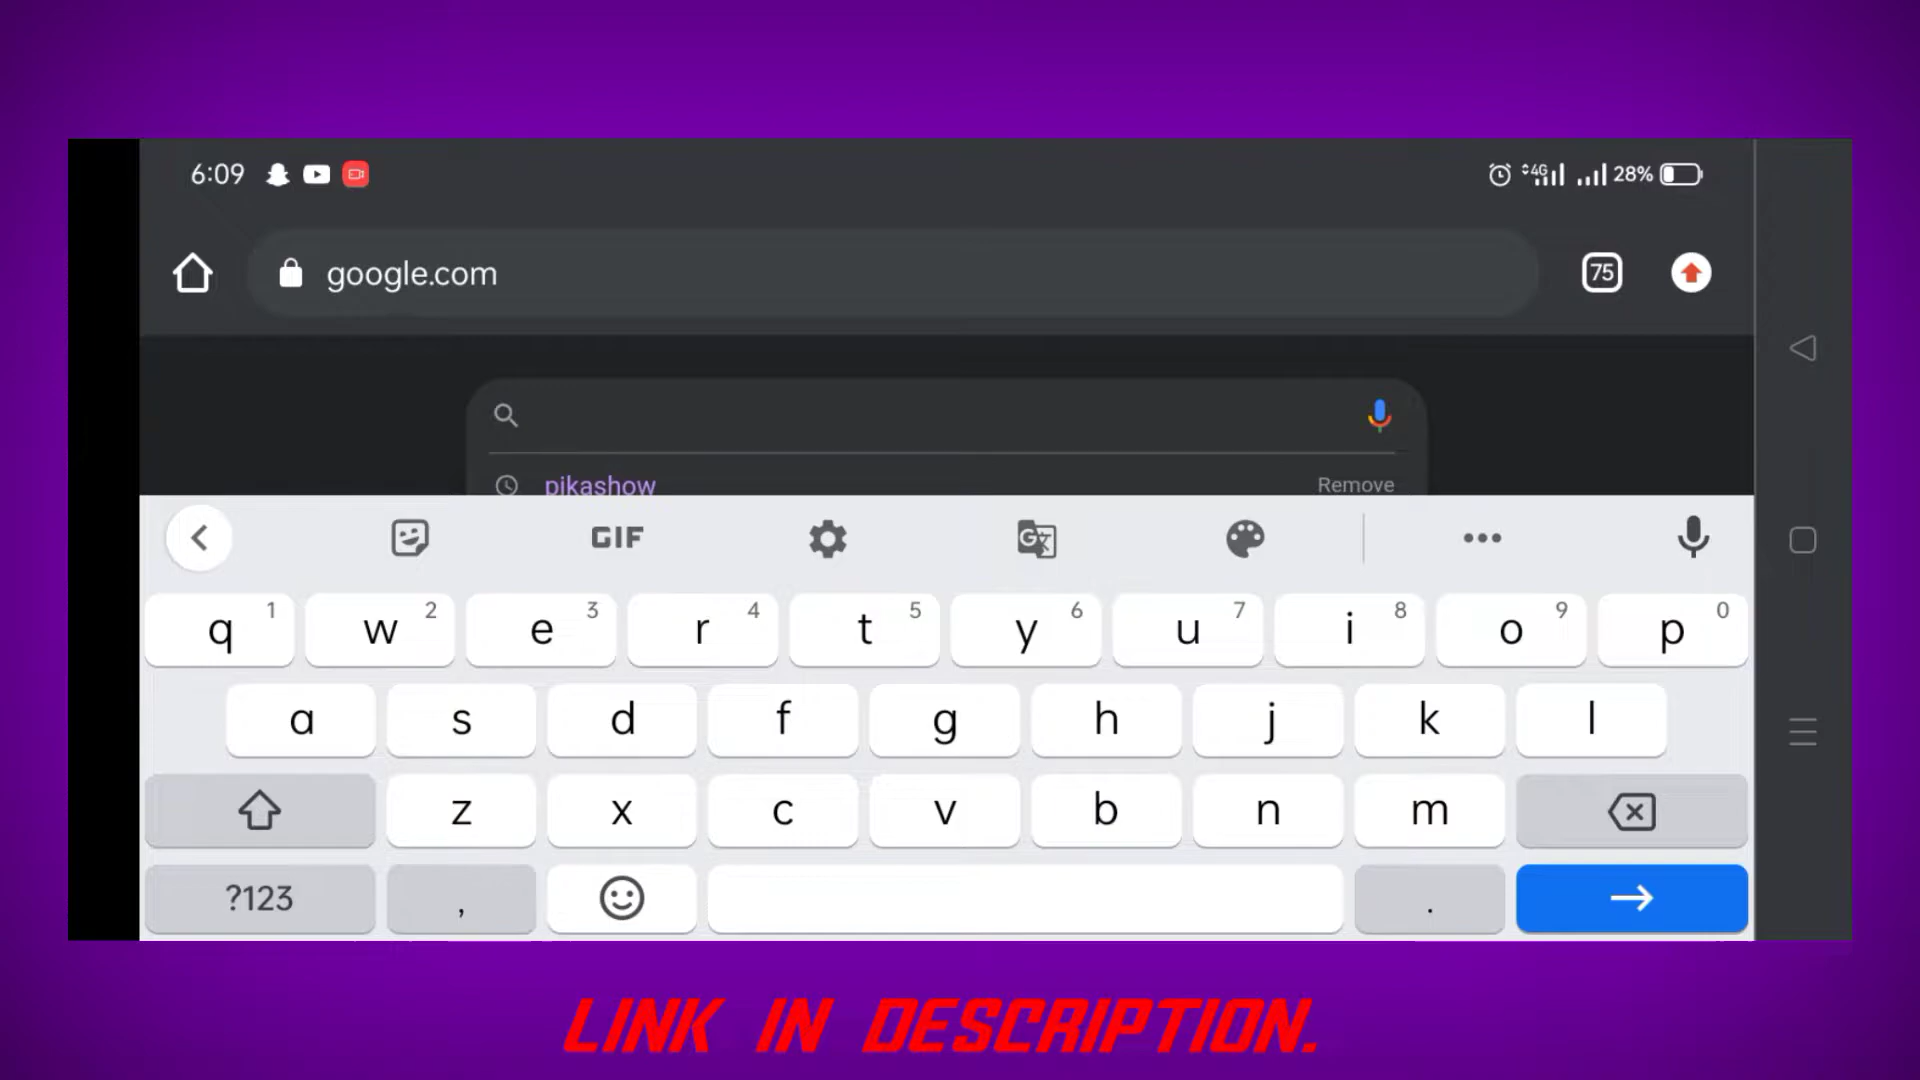 6:09 4G 28%
google.com 75
pikashow Remove
GIF G
q 1 w 2 e 3 r 4 t 5 y 6 u 7 i 8 o 9 p 0
a s d f g h j k l
z x c v b n m
?123 , .
LINK IN DESCRIPTION.